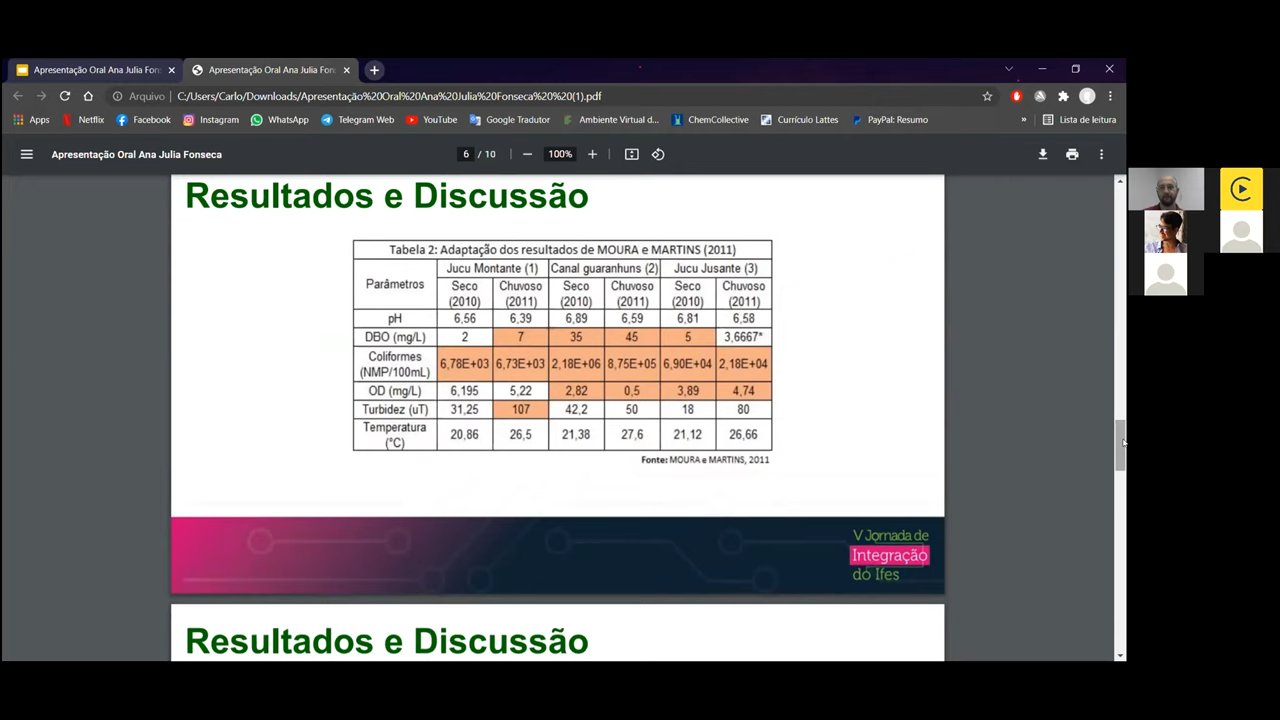 Apresentação Oral Ana Julia Fon
Apresentação Oral Ana Julia Fon
Arquivo | C:/Users/Carlo/Downloads/Apresentação%20Oral%20Ana%20Julia%20Fonseca%20%20(1).pdf
Apps Netflix Facebook Instagram WhatsApp Telegram Web YouTube Google Tradutor Ambiente Virtual d... ChemCollective Currículo Lattes PayPal: Resumo » Lista de leitura
Apresentação Oral Ana Julia Fonseca 6 / 10 100%
Resultados e Discussão
Tabela 2: Adaptação dos resultados de MOURA e MARTINS (2011)
Parâmetros Jucu Montante (1) Canal guaranhuns (2) Jucu Jusante (3)
Seco Chuvoso Seco Chuvoso Seco Chuvoso
(2010) (2011) (2010) (2011) (2010) (2011)
pH 6,56 6,39 6,89 6,59 6,81 6,58
DBO (mg/L) 2 7 35 45 5 3,6667*
Coliformes
(NMP/100mL) 6,78E+03 6,73E+03 2,18E+06 8,75E+05 6,90E+04 2,18E+04
OD (mg/L) 6,195 5,22 2,82 0,5 3,89 4,74
Turbidez (uT) 31,25 107 42,2 50 18 80
Temperatura
(°C) 20,86 26,5 21,38 27,6 21,12 26,66
Fonte: MOURA e MARTINS, 2011
V Jornada de
Integração
do Ifes
Resultados e Discussão